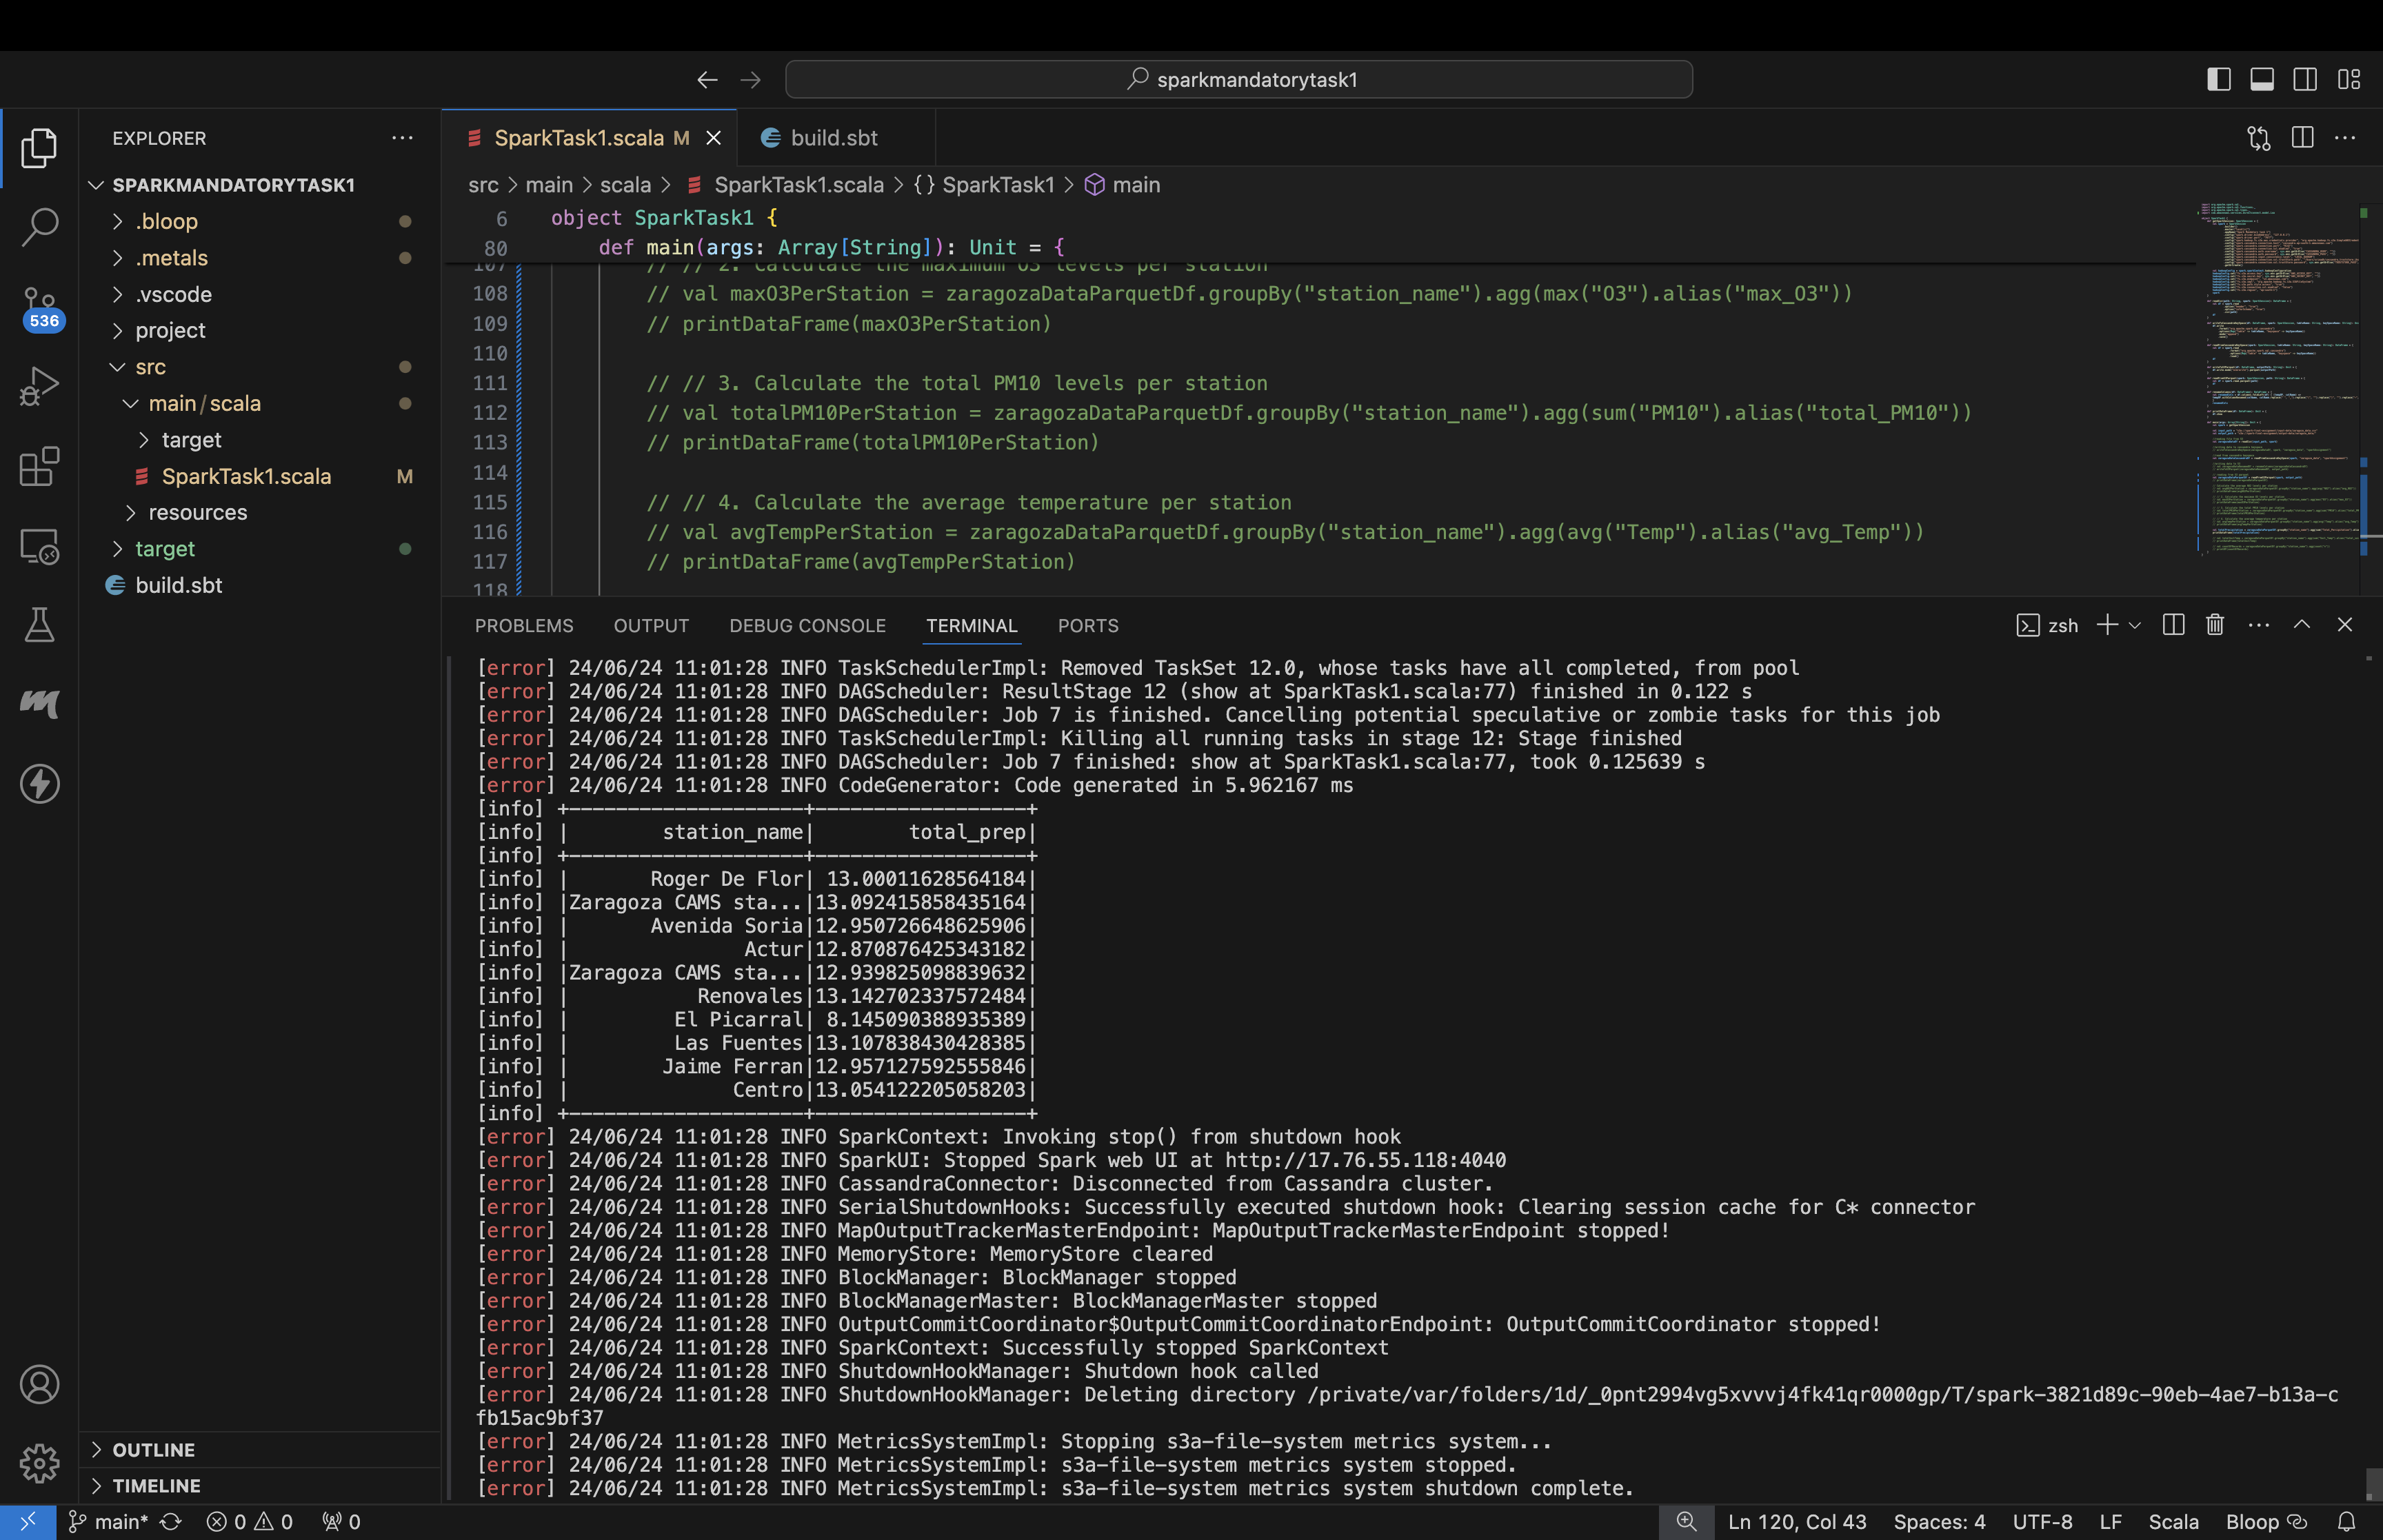 sparkmandatorytask1
EXPLORER
SPARKMANDATORYTASK1
.bloop
.metals
.vscode
project
src
main/scala
target
SparkTask1.scala M
resources
target
build.sbt
OUTLINE
TIMELINE
536
SparkTask1.scala M
build.sbt
src > main > scala > SparkTask1.scala > {} SparkTask1 > main
6 object SparkTask1 {
80 def main(args: Array[String]): Unit = {
107 // // 2. Calculate the maximum O3 levels per station
108 // val maxO3PerStation = zaragozaDataParquetDf.groupBy("station_name").agg(max("O3").alias("max_O3"))
109 // printDataFrame(maxO3PerStation)
110
111 // // 3. Calculate the total PM10 levels per station
112 // val totalPM10PerStation = zaragozaDataParquetDf.groupBy("station_name").agg(sum("PM10").alias("total_PM10"))
113 // printDataFrame(totalPM10PerStation)
114
115 // // 4. Calculate the average temperature per station
116 // val avgTempPerStation = zaragozaDataParquetDf.groupBy("station_name").agg(avg("Temp").alias("avg_Temp"))
117 // printDataFrame(avgTempPerStation)
118
PROBLEMS OUTPUT DEBUG CONSOLE TERMINAL PORTS
zsh
[error] 24/06/24 11:01:28 INFO TaskSchedulerImpl: Removed TaskSet 12.0, whose tasks have all completed, from pool
[error] 24/06/24 11:01:28 INFO DAGScheduler: ResultStage 12 (show at SparkTask1.scala:77) finished in 0.122 s
[error] 24/06/24 11:01:28 INFO DAGScheduler: Job 7 is finished. Cancelling potential speculative or zombie tasks for this job
[error] 24/06/24 11:01:28 INFO TaskSchedulerImpl: Killing all running tasks in stage 12: Stage finished
[error] 24/06/24 11:01:28 INFO DAGScheduler: Job 7 finished: show at SparkTask1.scala:77, took 0.125639 s
[error] 24/06/24 11:01:28 INFO CodeGenerator: Code generated in 5.962167 ms
[info] +--------------------+------------------+
[info] |        station_name|        total_prep|
[info] +--------------------+------------------+
[info] |       Roger De Flor| 13.00011628564184|
[info] |Zaragoza CAMS sta...|13.092415858435164|
[info] |       Avenida Soria|12.950726648625906|
[info] |               Actur|12.870876425343182|
[info] |Zaragoza CAMS sta...|12.939825098839632|
[info] |           Renovales|13.142702337572484|
[info] |         El Picarral| 8.145090388935389|
[info] |         Las Fuentes|13.107838430428385|
[info] |        Jaime Ferran|12.957127592555846|
[info] |              Centro|13.054122205058203|
[info] +--------------------+------------------+
[error] 24/06/24 11:01:28 INFO SparkContext: Invoking stop() from shutdown hook
[error] 24/06/24 11:01:28 INFO SparkUI: Stopped Spark web UI at http://17.76.55.118:4040
[error] 24/06/24 11:01:28 INFO CassandraConnector: Disconnected from Cassandra cluster.
[error] 24/06/24 11:01:28 INFO SerialShutdownHooks: Successfully executed shutdown hook: Clearing session cache for C* connector
[error] 24/06/24 11:01:28 INFO MapOutputTrackerMasterEndpoint: MapOutputTrackerMasterEndpoint stopped!
[error] 24/06/24 11:01:28 INFO MemoryStore: MemoryStore cleared
[error] 24/06/24 11:01:28 INFO BlockManager: BlockManager stopped
[error] 24/06/24 11:01:28 INFO BlockManagerMaster: BlockManagerMaster stopped
[error] 24/06/24 11:01:28 INFO OutputCommitCoordinator$OutputCommitCoordinatorEndpoint: OutputCommitCoordinator stopped!
[error] 24/06/24 11:01:28 INFO SparkContext: Successfully stopped SparkContext
[error] 24/06/24 11:01:28 INFO ShutdownHookManager: Shutdown hook called
[error] 24/06/24 11:01:28 INFO ShutdownHookManager: Deleting directory /private/var/folders/1d/_0pnt2994vg5xvvvj4fk41qr0000gp/T/spark-3821d89c-90eb-4ae7-b13a-c
fb15ac9bf37
[error] 24/06/24 11:01:28 INFO MetricsSystemImpl: Stopping s3a-file-system metrics system...
[error] 24/06/24 11:01:28 INFO MetricsSystemImpl: s3a-file-system metrics system stopped.
[error] 24/06/24 11:01:28 INFO MetricsSystemImpl: s3a-file-system metrics system shutdown complete.
main* 0 0 0 Ln 120, Col 43 Spaces: 4 UTF-8 LF Scala Bloop